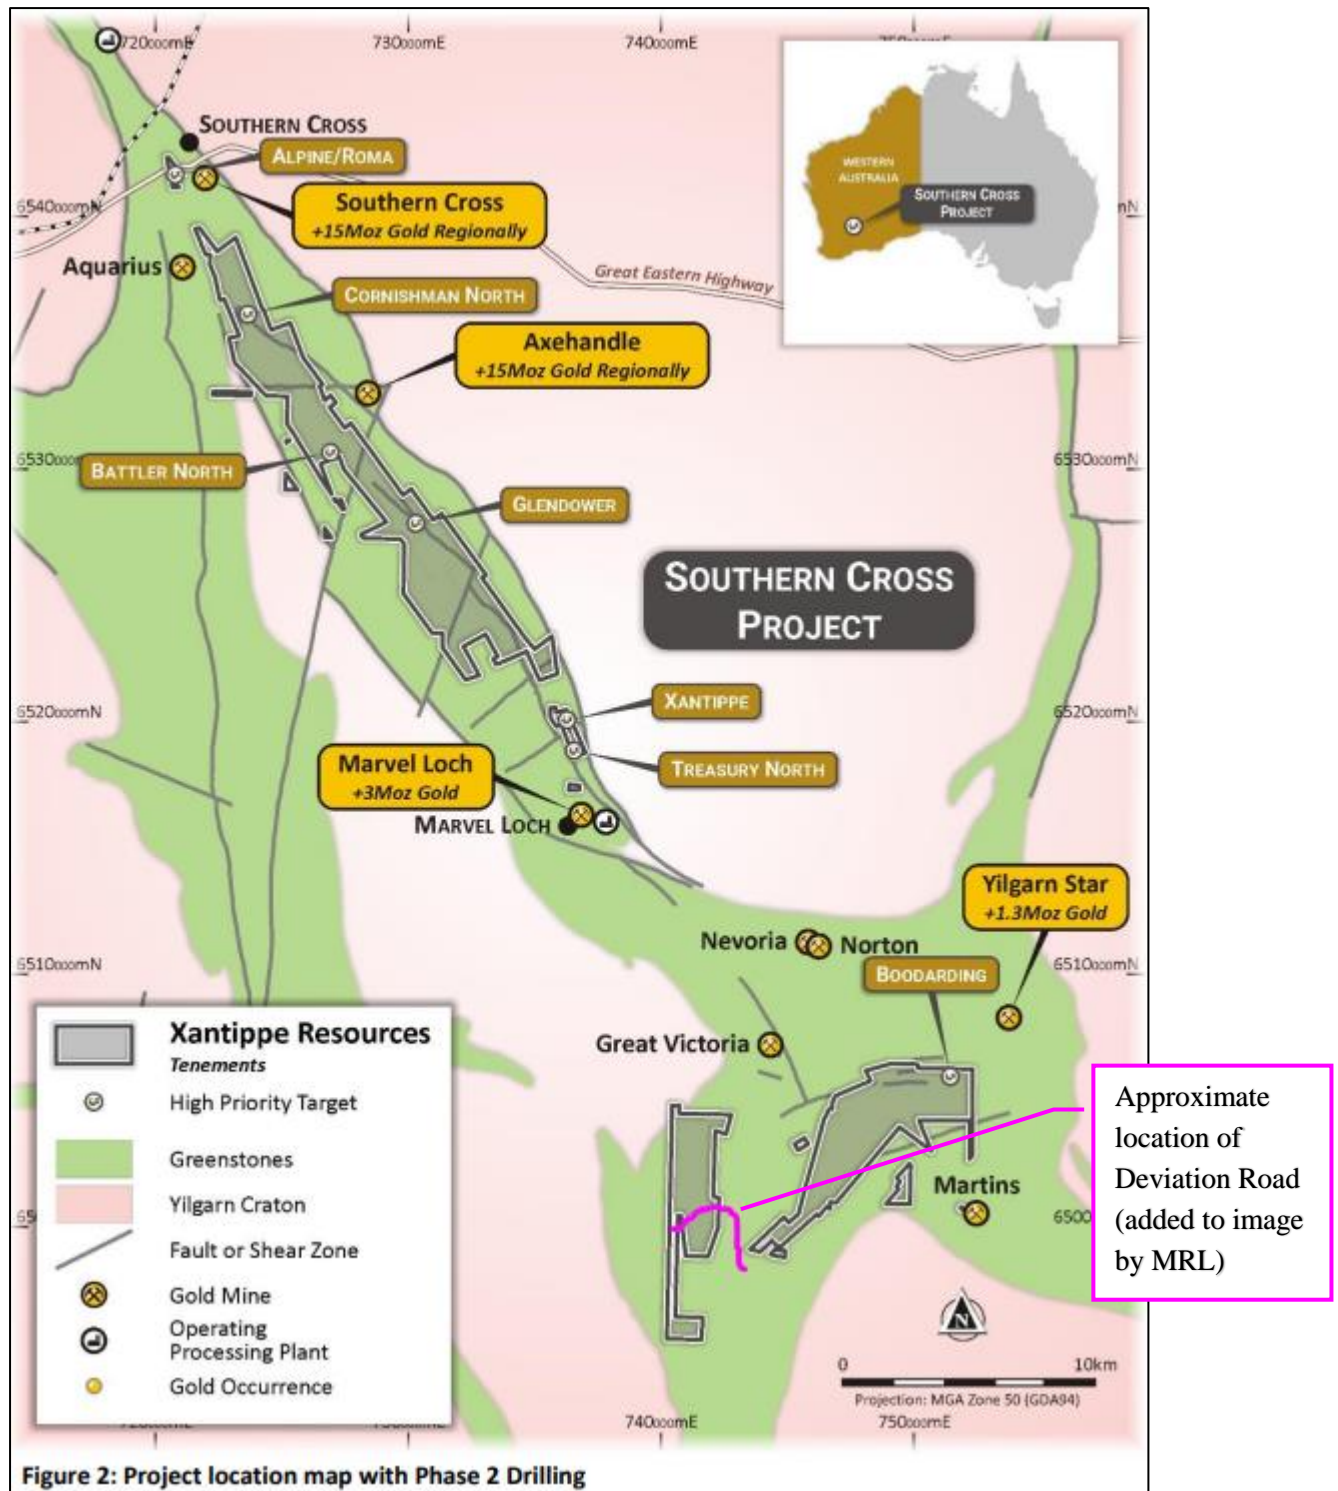 720000mE
730000mE
740000mE
SOUTHERN CROSS
ALPINE/ROMA
Southern Cross
+15Moz Gold Regionally
6540000mN
Aquarius
Great Eastern Highway
CORNISHMAN NORTH
WESTERN
AUSTRALIA
SOUTHERN CROSS
PROJECT
Axehandle
+15Moz Gold Regionally
BATTLER NORTH
6530000mN
GLENDOWER
SOUTHERN CROSS
PROJECT
6520000mN
6520000mN
XANTIPPE
TREASURY NORTH
Marvel Loch
+3Moz Gold
MARVEL LOCH
Yilgarn Star
+1.3Moz Gold
Nevoria
Norton
6510000mN
6510000mN
BOODARDING
Great Victoria
Martins
Xantippe Resources
Tenements
High Priority Target
Greenstones
Yilgarn Craton
Fault or Shear Zone
Gold Mine
Operating
Processing Plant
Gold Occurrence
Approximate
location of
Deviation Road
(added to image
by MRL)
N
0
10km
Projection: MGA Zone 50 (GDA94)
740000mE
750000mE
Figure 2: Project location map with Phase 2 Drilling